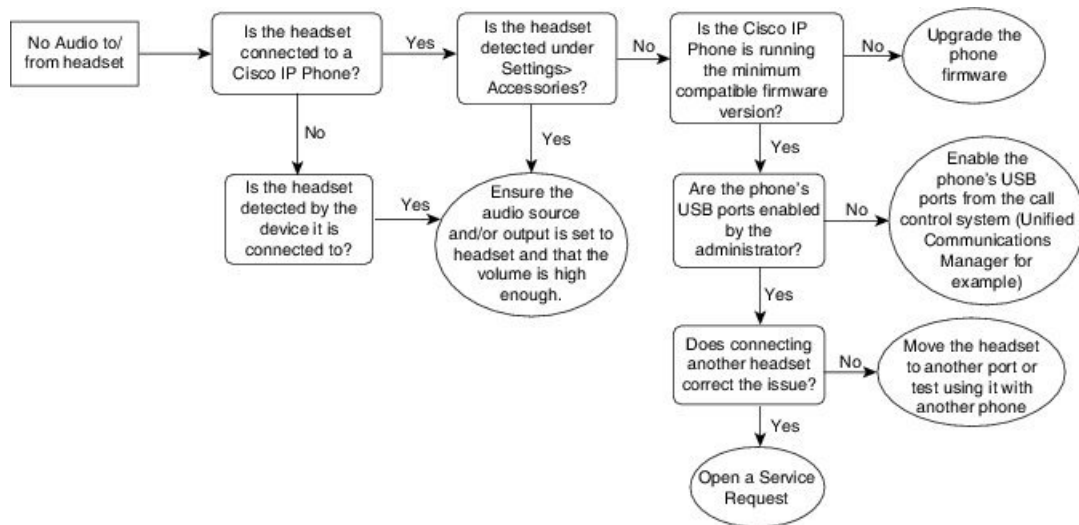 No Audio to/
from headset
Is the headset
connected to a
Cisco IP Phone?
Yes
Is the headset
detected under
Settings>
Accessories?
No
Is the Cisco IP
Phone is running
the minimum
compatible firmware
version?
No
Upgrade the
phone
firmware
No
Yes
Yes
Is the headset
detected by the
device it is
connected to?
Yes
Ensure the
audio source
and/or output is set to
headset and that the
volume is high
enough.
Are the phone's
USB ports enabled
by the
administrator?
No
Enable the
phone's USB
ports from the call
control system (Unified
Communications
Manager for
example)
Yes
Does connecting
another headset
correct the issue?
No
Move the headset
to another port or
test using it with
another phone
Yes
Open a Service
Request